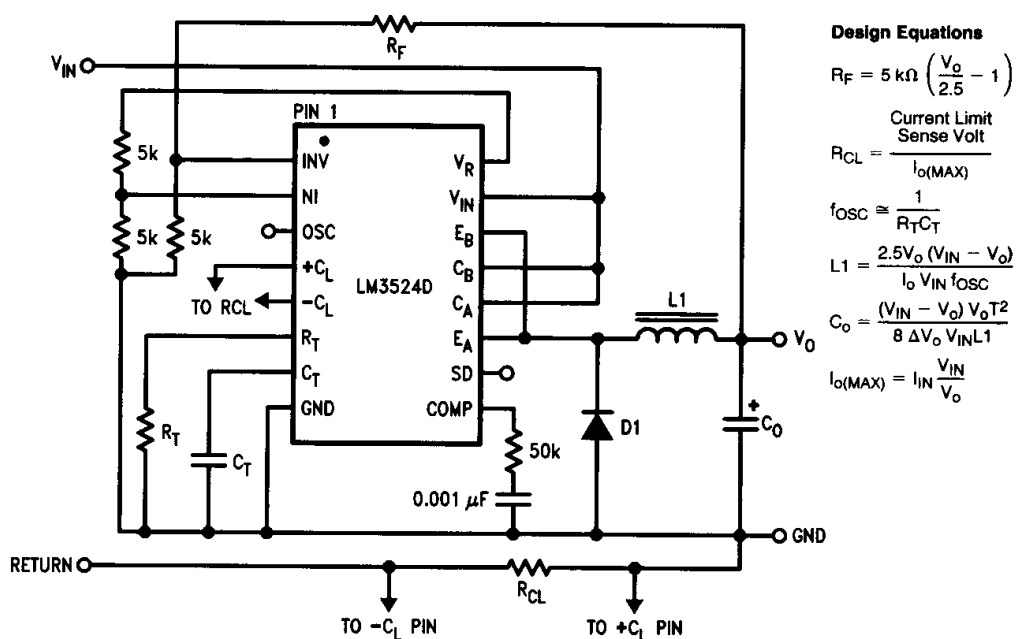 R_F
V_IN
PIN 1
5k
5k
5k
INV
NI
OSC
+C_L
-C_L
R_T
C_T
GND
LM3524D
V_R
V_IN
E_B
C_B
C_A
E_A
SD
COMP
TO RCL
R_T
C_T
L1
V_O
D1
+
C_O
50k
0.001 μF
GND
RETURN
R_CL
TO -C_L PIN
TO +C_L PIN
Design Equations
R_F = 5 kΩ (V_o / 2.5 - 1)
R_CL = Current Limit Sense Volt / I_o(MAX)
f_OSC ≅ 1 / R_T C_T
L1 = 2.5V_o (V_IN - V_o) / I_o V_IN f_OSC
C_o = (V_IN - V_o) V_o T² / 8 ΔV_o V_IN L1
I_o(MAX) = I_IN V_IN / V_o